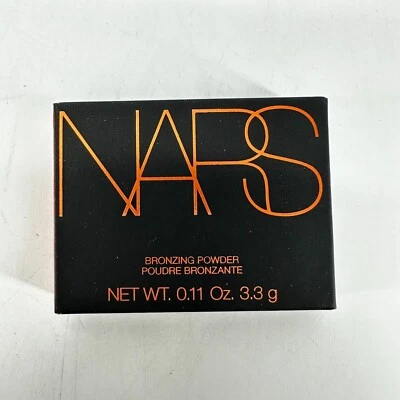 NARS
BRONZING POWDER
POUDRE BRONZANTE
NET WT. 0.11 Oz. 3.3 g